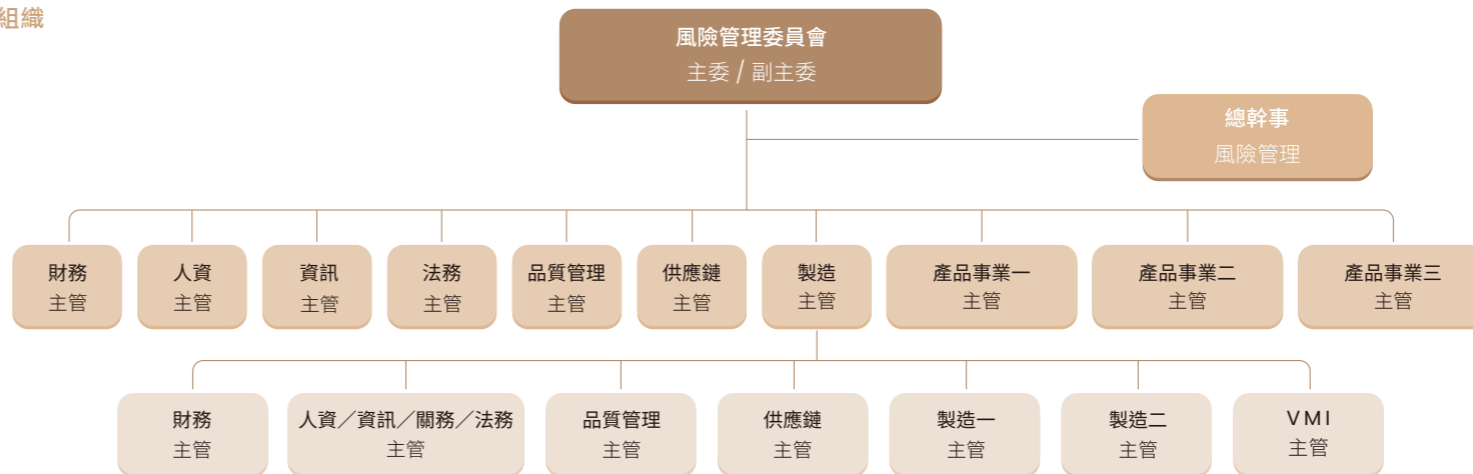 組織
風險管理委員會
主委 / 副主委
總幹事
風險管理
財務
主管
人資
主管
資訊
主管
法務
主管
品質管理
主管
供應鏈
主管
製造
主管
產品事業一
主管
產品事業二
主管
產品事業三
主管
財務
主管
人資／資訊／關務／法務
主管
品質管理
主管
供應鏈
主管
製造一
主管
製造二
主管
VMI
主管